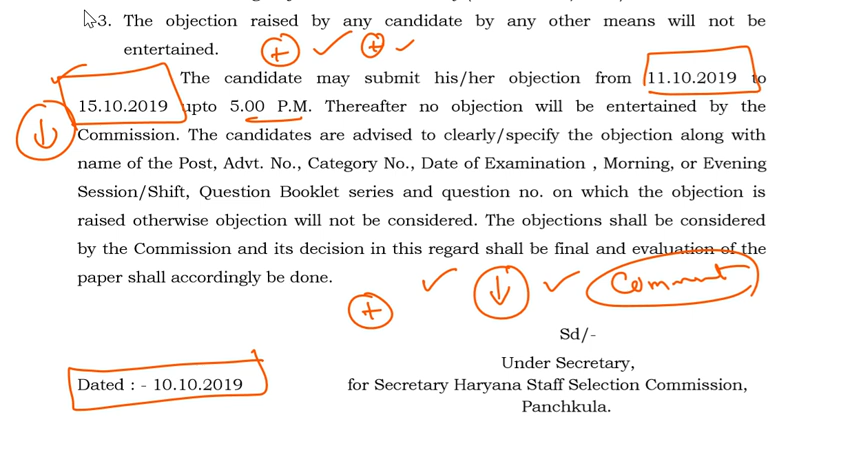 3. The objection raised by any candidate by any other means will not be
entertained.
The candidate may submit his/her objection from 11.10.2019 to
15.10.2019 upto 5.00 P.M. Thereafter no objection will be entertained by the
Commission. The candidates are advised to clearly/specify the objection along with
name of the Post, Advt. No., Category No., Date of Examination , Morning, or Evening
Session/Shift, Question Booklet series and question no. on which the objection is
raised otherwise objection will not be considered. The objections shall be considered
by the Commission and its decision in this regard shall be final and evaluation of the
paper shall accordingly be done.
Comment
Sd/-
Under Secretary,
Dated : - 10.10.2019 for Secretary Haryana Staff Selection Commission,
Panchkula.